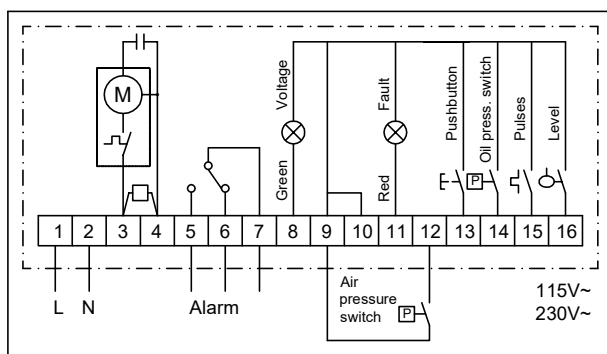 M
Voltage
Green
Fault
Red
Pushbutton
Oil press. switch
P
Pulses
Level
1 2 3 4 5 6 7 8 9 10 11 12 13 14 15 16
L N Alarm
Air
pressure
switch
P
115V~
230V~